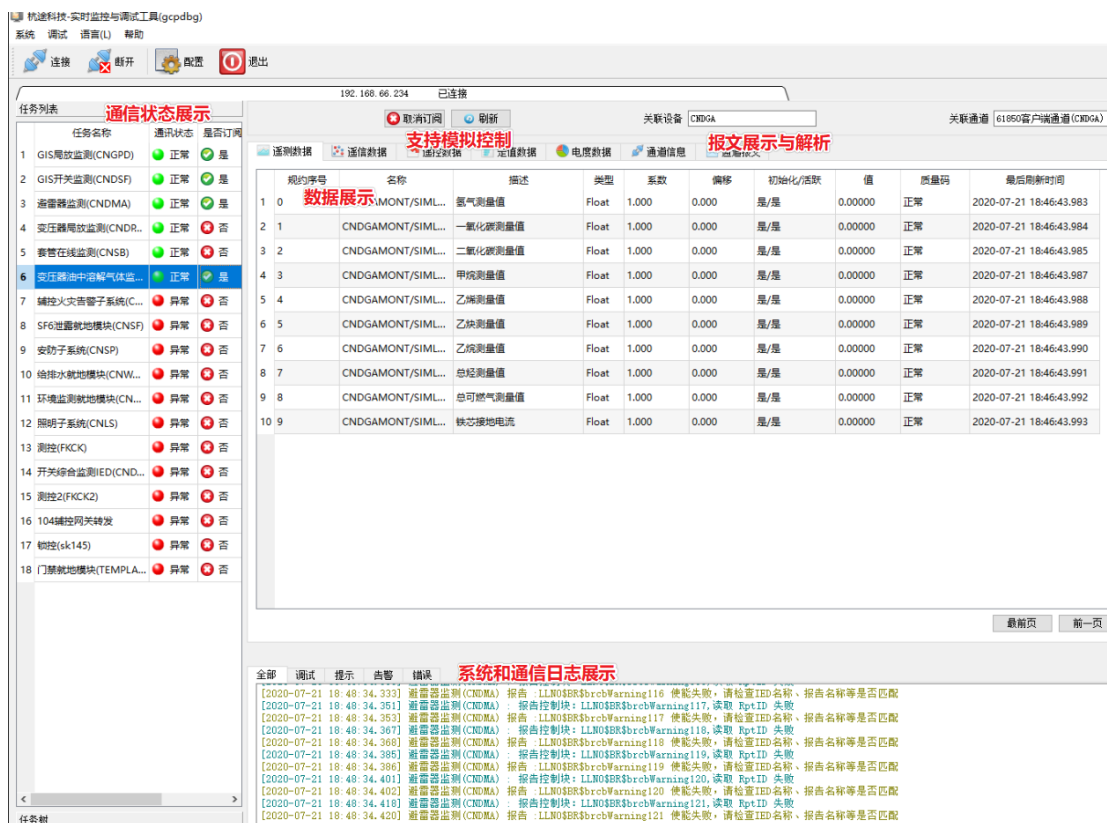 杭途科技-实时监控与调试工具(gcpdbg)
系统 调试 语言(L) 帮助
连接 断开 配置 退出
192.168.66.234 已连接
任务列表 通信状态展示
取消订阅 刷新 关联设备 CNDGA 关联通道 61850客户端通道(CNDGA)
支持模拟控制 报文展示与解析
任务名称 通讯状态 是否订阅
遥测数据 遥信数据 遥控数据 定值数据 电度数据 通道信息 通道报文
规约序号 名称 描述 类型 系数 偏移 初始化/活跃 值 质量码 最后刷新时间
数据展示
1 GIS局放监测(CNGPD) 正常 是
2 GIS开关监测(CNDSF) 正常 是
3 避雷器监测(CNDMA) 正常 是
4 变压器局放监测(CNDR... 正常 否
5 套管在线监测(CNSB) 正常 否
6 变压器油中溶解气体监... 正常 是
7 辅控火灾告警子系统(C... 异常 否
8 SF6泄露就地模块(CNSF) 异常 否
9 安防子系统(CNSP) 异常 否
10 给排水就地模块(CNW... 异常 否
11 环境监测就地模块(CN... 异常 否
12 照明子系统(CNLS) 异常 否
13 测控(FKCK) 异常 否
14 开关综合监测IED(CND... 异常 否
15 测控2(FKCK2) 异常 否
16 104辅控网关转发 异常 否
17 锁控(sk145) 异常 否
18 门禁就地模块(TEMPLA... 异常 否
1 0 AMONT/SIML... 氢气测量值 Float 1.000 0.000 是/是 0.00000 正常 2020-07-21 18:46:43.983
2 1 CNDGAMONT/SIML... 一氧化碳测量值 Float 1.000 0.000 是/是 0.00000 正常 2020-07-21 18:46:43.984
3 2 CNDGAMONT/SIML... 二氧化碳测量值 Float 1.000 0.000 是/是 0.00000 正常 2020-07-21 18:46:43.985
4 3 CNDGAMONT/SIML... 甲烷测量值 Float 1.000 0.000 是/是 0.00000 正常 2020-07-21 18:46:43.987
5 4 CNDGAMONT/SIML... 乙烯测量值 Float 1.000 0.000 是/是 0.00000 正常 2020-07-21 18:46:43.988
6 5 CNDGAMONT/SIML... 乙炔测量值 Float 1.000 0.000 是/是 0.00000 正常 2020-07-21 18:46:43.989
7 6 CNDGAMONT/SIML... 乙烷测量值 Float 1.000 0.000 是/是 0.00000 正常 2020-07-21 18:46:43.990
8 7 CNDGAMONT/SIML... 总烃测量值 Float 1.000 0.000 是/是 0.00000 正常 2020-07-21 18:46:43.991
9 8 CNDGAMONT/SIML... 总可燃气测量值 Float 1.000 0.000 是/是 0.00000 正常 2020-07-21 18:46:43.992
10 9 CNDGAMONT/SIML... 铁芯接地电流 Float 1.000 0.000 是/是 0.00000 正常 2020-07-21 18:46:43.993
最前页 前一页
全部 调试 提示 告警 错误 系统和通信日志展示
[2020-07-21 18:48:34.333] 避雷器监测(CNDMA) 报告 :LLN0$BR$brcbWarning116 使能失败，请检查IED名称、报告名称等是否匹配
[2020-07-21 18:48:34.351] 避雷器监测(CNDMA) : 报告控制块: LLN0$BR$brcbWarning117,读取 RptID 失败
[2020-07-21 18:48:34.353] 避雷器监测(CNDMA) 报告 :LLN0$BR$brcbWarning117 使能失败，请检查IED名称、报告名称等是否匹配
[2020-07-21 18:48:34.367] 避雷器监测(CNDMA) : 报告控制块: LLN0$BR$brcbWarning118,读取 RptID 失败
[2020-07-21 18:48:34.368] 避雷器监测(CNDMA) 报告 :LLN0$BR$brcbWarning118 使能失败，请检查IED名称、报告名称等是否匹配
[2020-07-21 18:48:34.385] 避雷器监测(CNDMA) : 报告控制块: LLN0$BR$brcbWarning119,读取 RptID 失败
[2020-07-21 18:48:34.386] 避雷器监测(CNDMA) 报告 :LLN0$BR$brcbWarning119 使能失败，请检查IED名称、报告名称等是否匹配
[2020-07-21 18:48:34.401] 避雷器监测(CNDMA) : 报告控制块: LLN0$BR$brcbWarning120,读取 RptID 失败
[2020-07-21 18:48:34.402] 避雷器监测(CNDMA) 报告 :LLN0$BR$brcbWarning120 使能失败，请检查IED名称、报告名称等是否匹配
[2020-07-21 18:48:34.418] 避雷器监测(CNDMA) : 报告控制块: LLN0$BR$brcbWarning121,读取 RptID 失败
[2020-07-21 18:48:34.420] 避雷器监测(CNDMA) 报告 :LLN0$BR$brcbWarning121 使能失败，请检查IED名称、报告名称等是否匹配
任务树